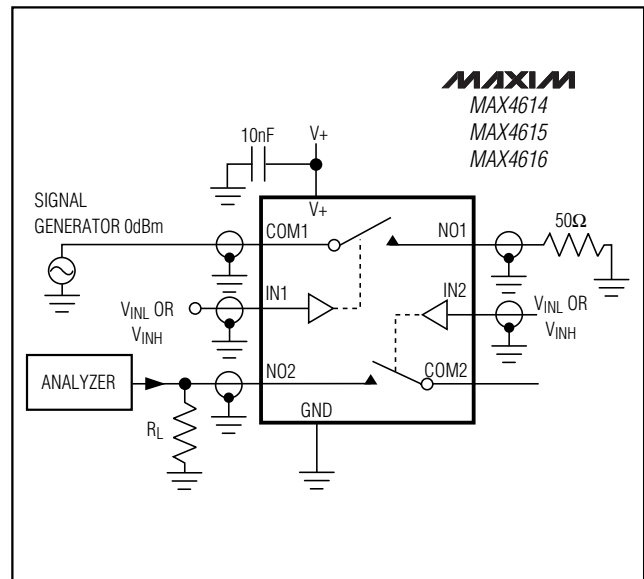 MAXIM
MAX4614
MAX4615
MAX4616
10nF
V+
SIGNAL
GENERATOR 0dBm
V+
COM1
NO1
50Ω
IN1
IN2
VINL OR
VINH
VINL OR
VINH
ANALYZER
NO2
COM2
RL
GND